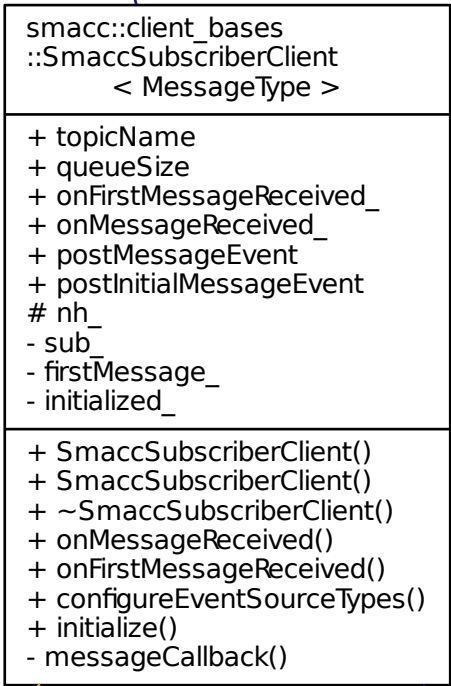 smacc::client_bases
::SmaccSubscriberClient
< MessageType >
+ topicName
+ queueSize
+ onFirstMessageReceived_
+ onMessageReceived_
+ postMessageEvent
+ postInitialMessageEvent
# nh_
- sub_
- firstMessage_
- initialized_
+ SmaccSubscriberClient()
+ SmaccSubscriberClient()
+ ~SmaccSubscriberClient()
+ onMessageReceived()
+ onFirstMessageReceived()
+ configureEventSourceTypes()
+ initialize()
- messageCallback()